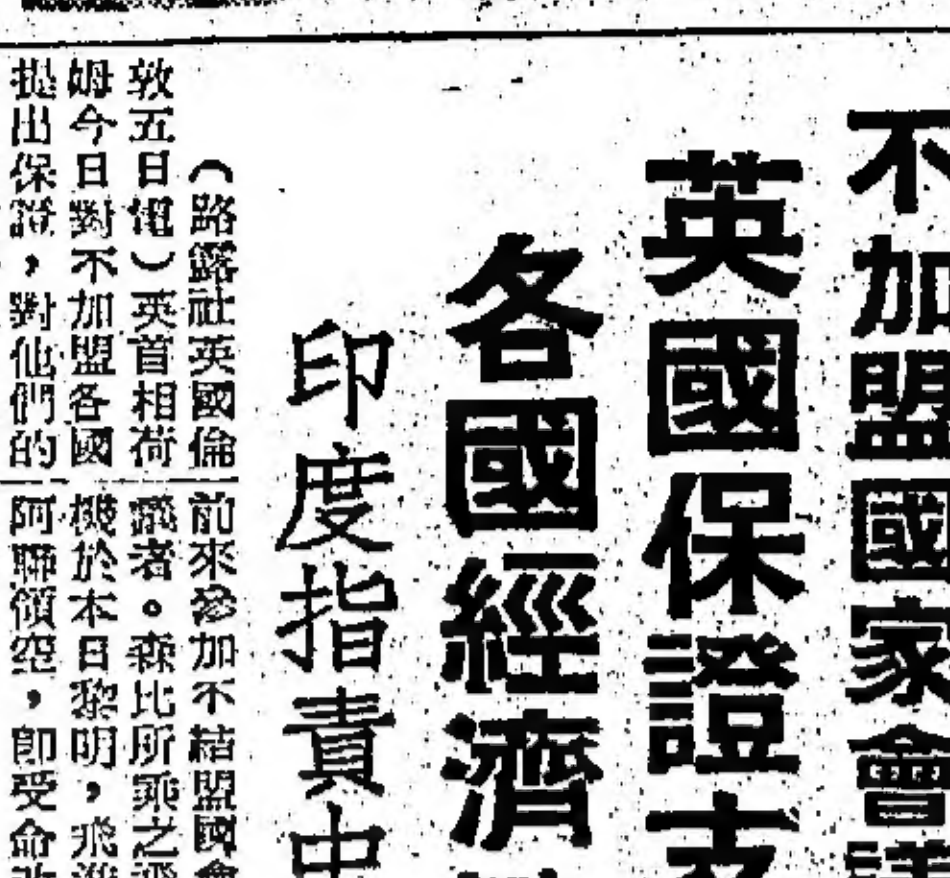 不加盟國家會議
英國保證支
各國經濟
印度指責中
（路透社英國倫
敦五日電）英首相荷
姆今日對不加盟各國
提出保證，對他們的
前來參加不結盟國會
議者。森比所乘之飛
機於本日黎明，飛進
阿聯領空，即受命改